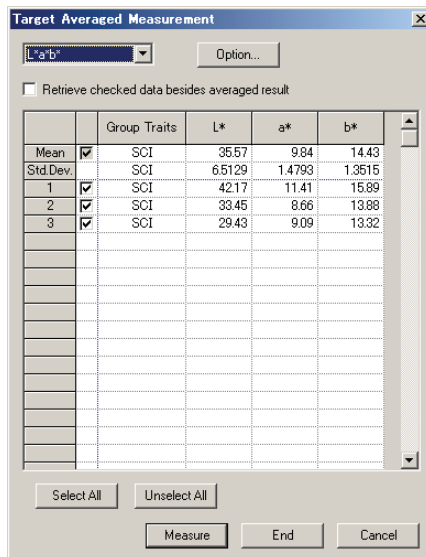 Target Averaged Measurement
L*a*b*
Option...
Retrieve checked data besides averaged result
Group Traits L* a* b*
Mean SCI 35.57 9.84 14.43
Std.Dev. SCI 6.5129 1.4793 1.3515
1 SCI 42.17 11.41 15.89
2 SCI 33.45 8.66 13.88
3 SCI 29.43 9.09 13.32
Select All Unselect All
Measure End Cancel